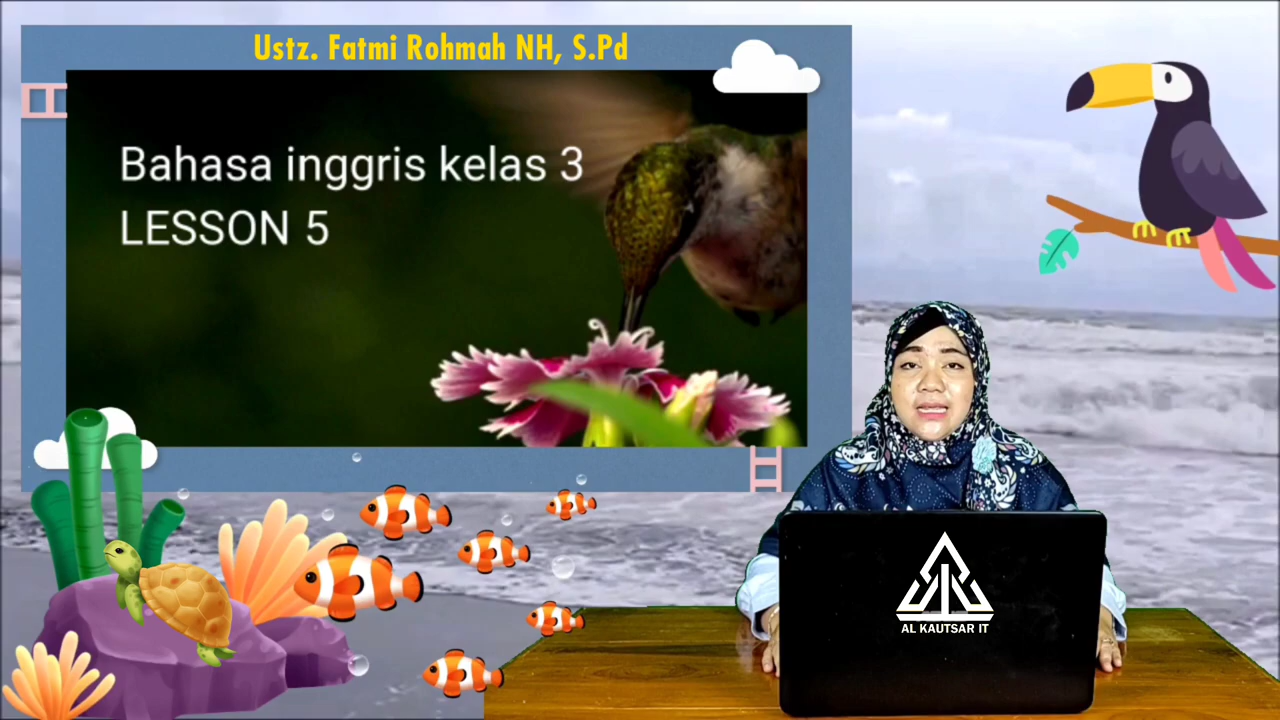 Ustz. Fatmi Rohmah NH, S.Pd
Bahasa inggris kelas 3
LESSON 5
AL KAUTSAR IT